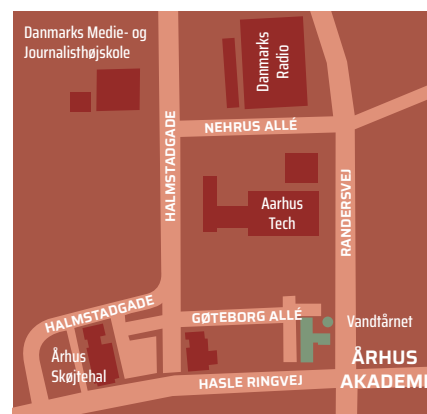 Danmarks Medie- og
Journalisthøjskole
Danmarks
Radio
NEHRUS ALLÉ
HALMSTADGADE
RANDERSVEJ
Aarhus
Tech
HALMSTADGADE
GØTEBORG ALLÉ
Vandtårnet
Århus
Skøjtehal
ÅRHUS
AKADEMI
HASLE RINGVEJ